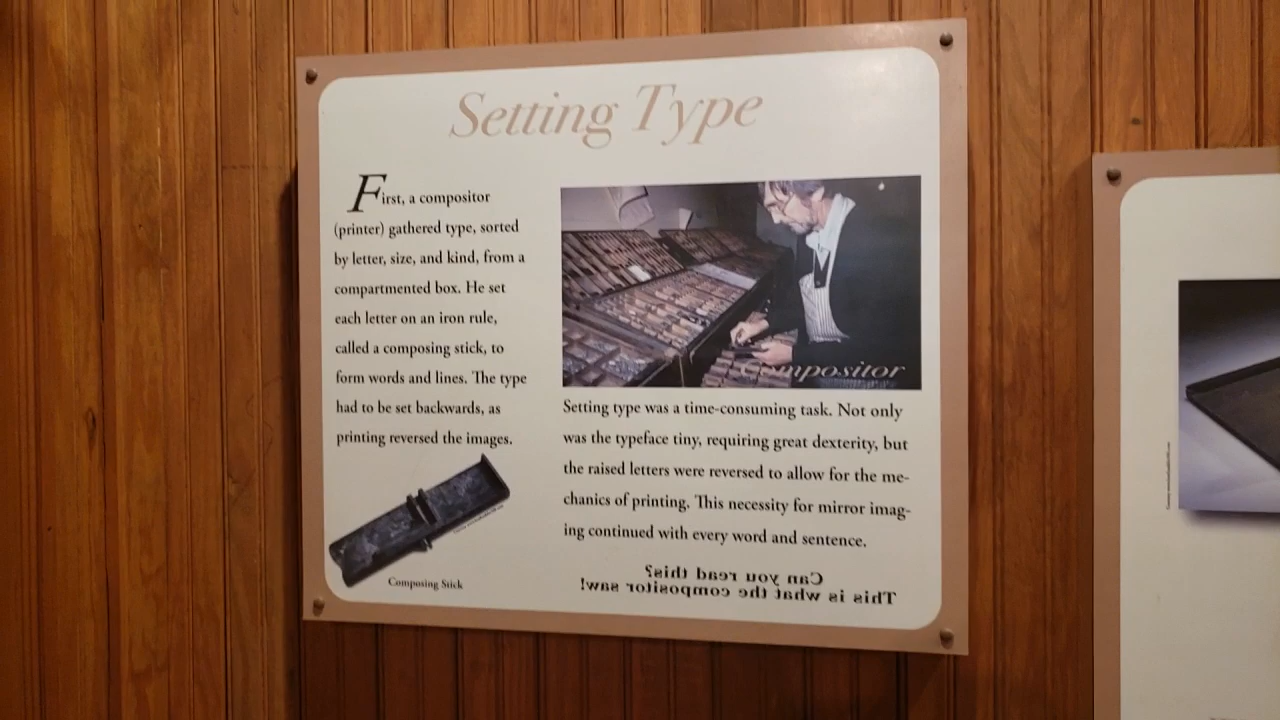 Setting Type
First, a compositor
(printer) gathered type, sorted
by letter, size, and kind, from a
compartmented box. He set
each letter on an iron rule,
called a composing stick, to
form words and lines. The type
had to be set backwards, as
printing reversed the images.
Composing Stick
Compositor
Setting type was a time-consuming task. Not only
was the typeface tiny, requiring great dexterity, but
the raised letters were reversed to allow for the me-
chanics of printing. This necessity for mirror imag-
ing continued with every word and sentence.
Can you read this?
This is what the compositor saw!